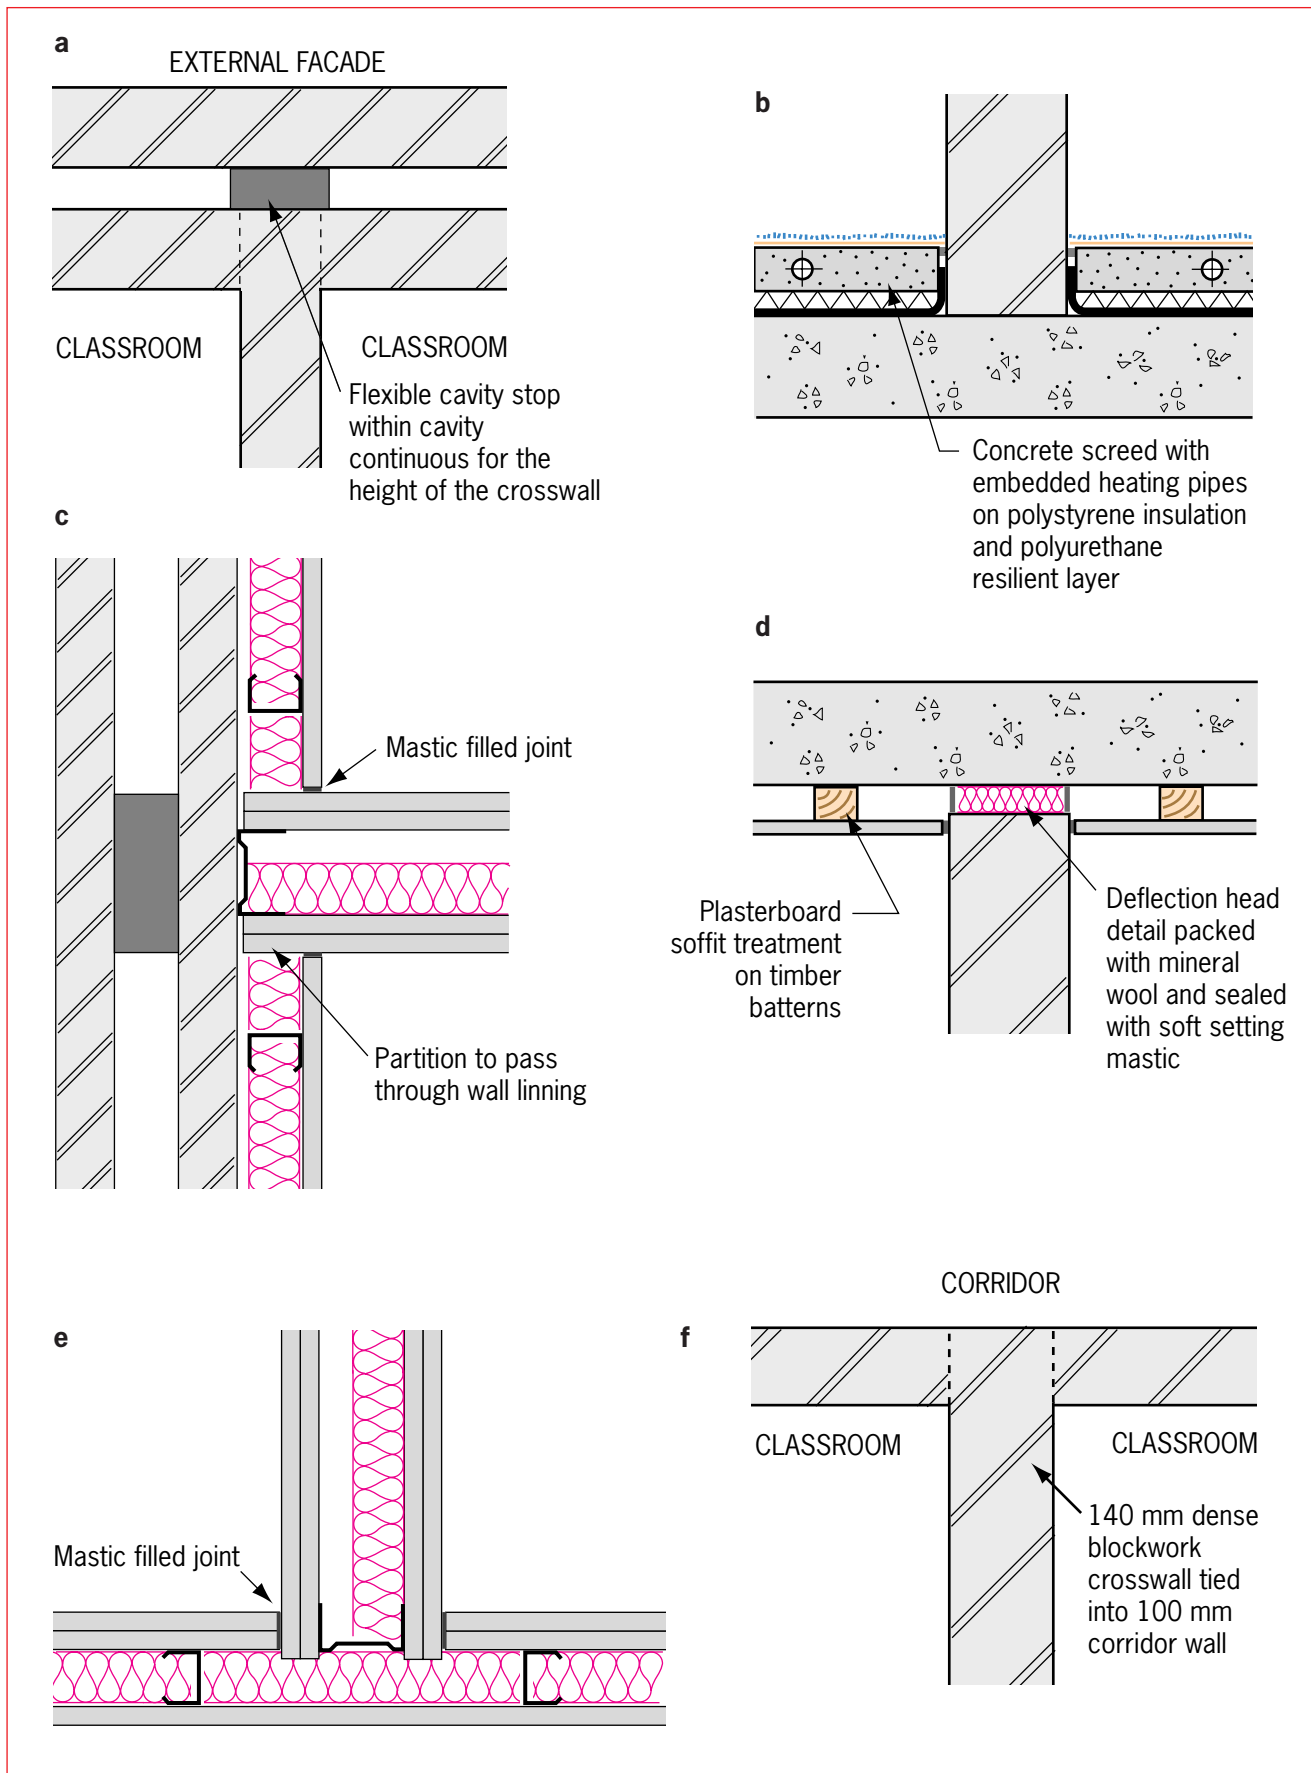 a
EXTERNAL FACADE
CLASSROOM
CLASSROOM
Flexible cavity stop
within cavity
continuous for the
height of the crosswall
b
Concrete screed with
embedded heating pipes
on polystyrene insulation
and polyurethane
resilient layer
c
Mastic filled joint
Partition to pass
through wall linning
d
Plasterboard
soffit treatment
on timber
batterns
Deflection head
detail packed
with mineral
wool and sealed
with soft setting
mastic
e
Mastic filled joint
f
CORRIDOR
CLASSROOM
CLASSROOM
140 mm dense
blockwork
crosswall tied
into 100 mm
corridor wall